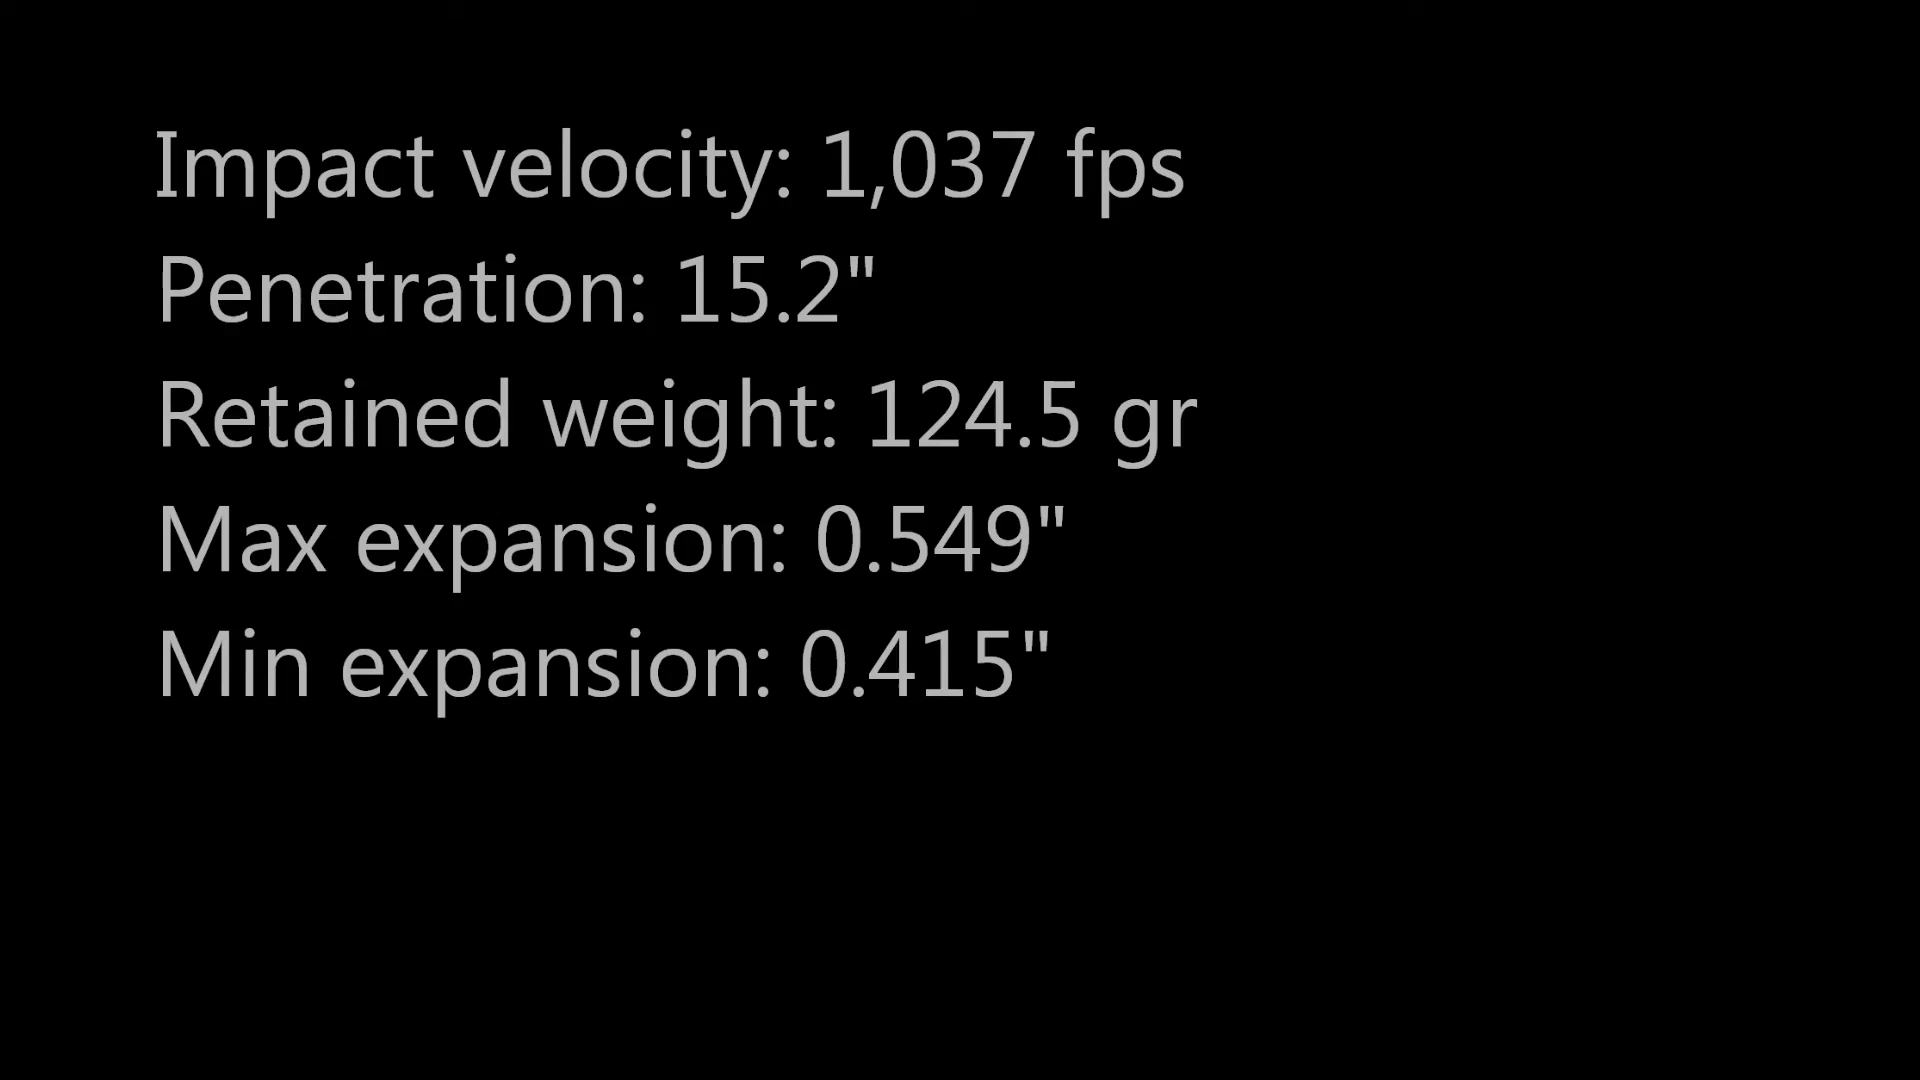 Impact velocity: 1,037 fps
Penetration: 15.2"
Retained weight: 124.5 gr
Max expansion: 0.549"
Min expansion: 0.415"